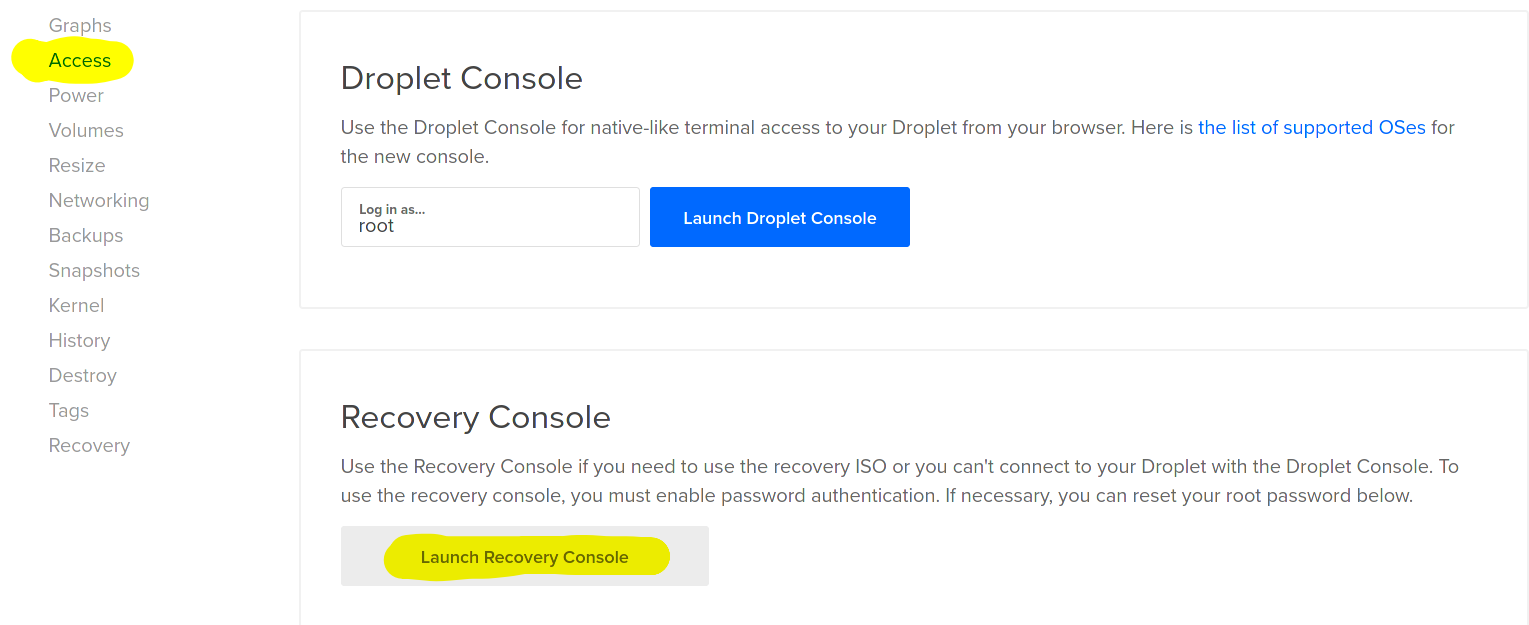 Graphs
Access
Power
Volumes
Resize
Networking
Backups
Snapshots
Kernel
History
Destroy
Tags
Recovery
Droplet Console
Use the Droplet Console for native-like terminal access to your Droplet from your browser. Here is the list of supported OSes for
the new console.
Log in as...
root
Launch Droplet Console
Recovery Console
Use the Recovery Console if you need to use the recovery ISO or you can't connect to your Droplet with the Droplet Console. To
use the recovery console, you must enable password authentication. If necessary, you can reset your root password below.
Launch Recovery Console